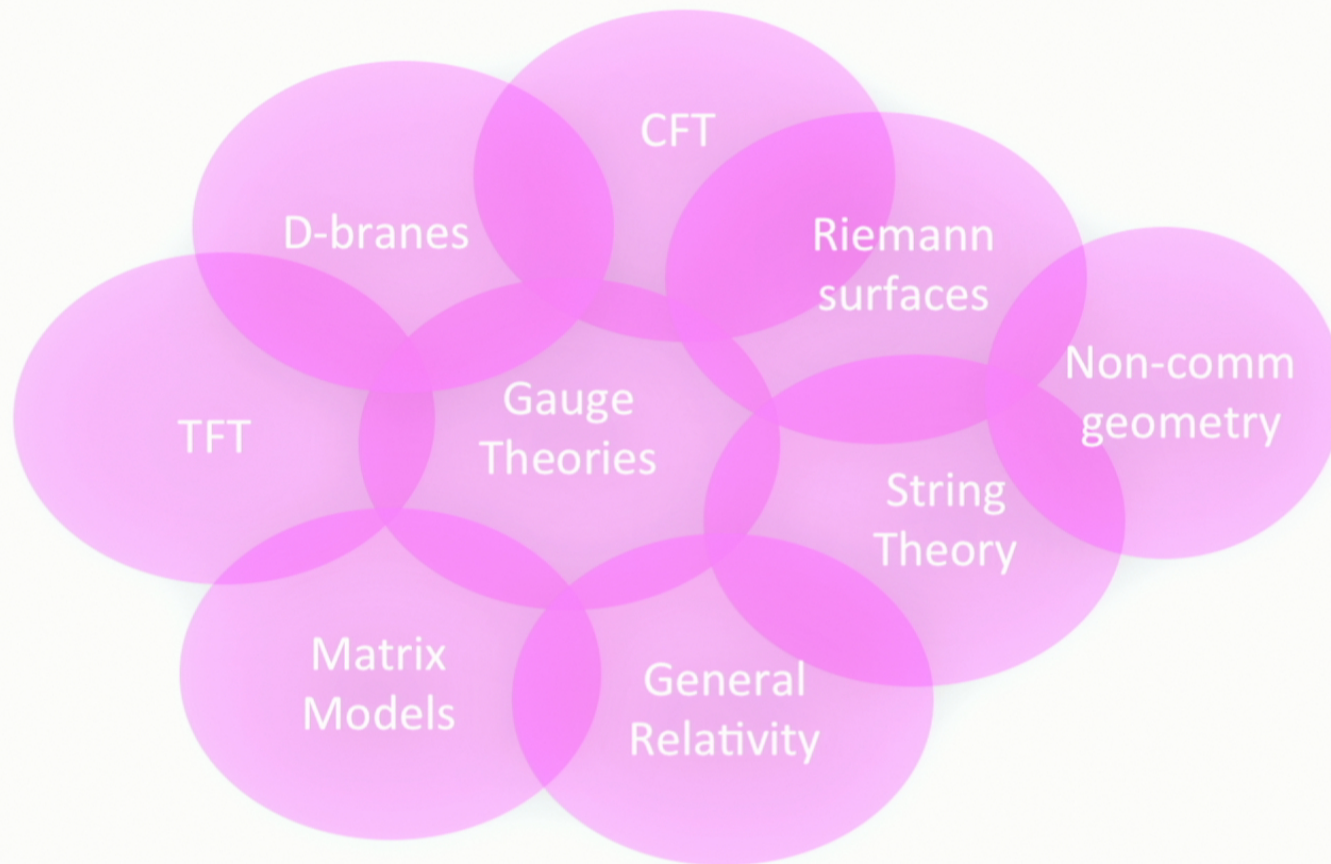 CFT
D-branes
Riemann
surfaces
Non-comm
geometry
Gauge
Theories
TFT
String
Theory
Matrix
Models
General
Relativity